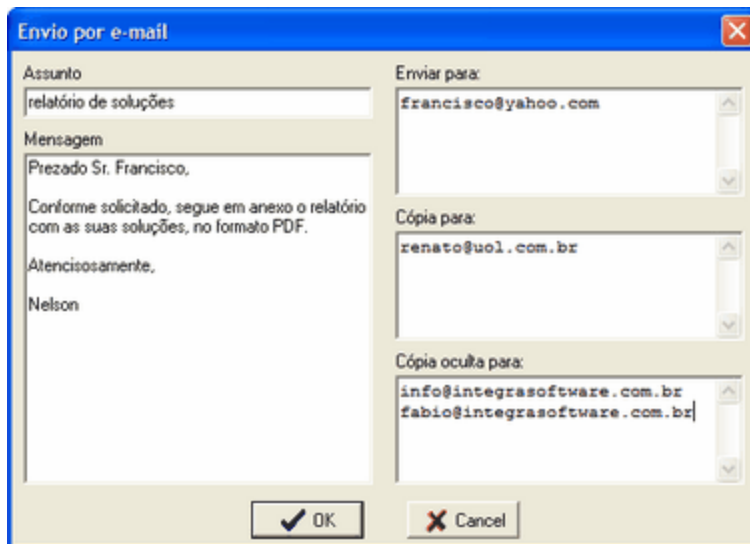 Envio por e-mail
Assunto
relatório de soluções
Mensagem
Prezado Sr. Francisco,
Conforme solicitado, segue em anexo o relatório
com as suas soluções, no formato PDF.
Atencisosamente,
Nelson
Enviar para:
francisco@yahoo.com
Cópia para:
renato@uol.com.br
Cópia oculta para:
info@integrasoftware.com.br
fabio@integrasoftware.com.br
OK
Cancel